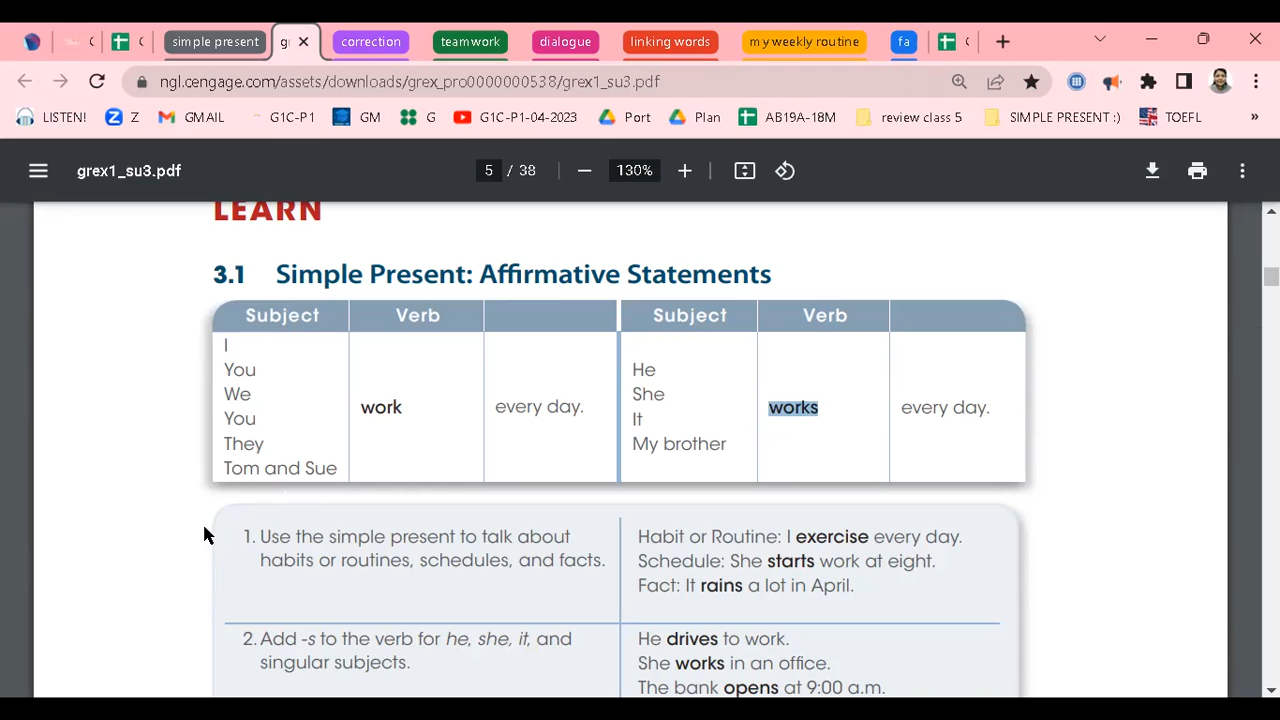 simple present
g
correction
teamwork
dialogue
linking words
my weekly routine
fa
ngl.cengage.com/assets/downloads/grex_pro0000000538/grex1_su3.pdf
LISTEN! Z GMAIL G1C-P1 GM G G1C-P1-04-2023 Port Plan AB19A-18M review class 5 SIMPLE PRESENT :) TOEFL »
grex1_su3.pdf 5 / 38 130%
LEARN
3.1 Simple Present: Affirmative Statements
Subject Verb Subject Verb
I
You
We
You
They
Tom and Sue
work
every day.
He
She
It
My brother
works
every day.
1. Use the simple present to talk about
habits or routines, schedules, and facts.
Habit or Routine: I exercise every day.
Schedule: She starts work at eight.
Fact: It rains a lot in April.
2. Add -s to the verb for he, she, it, and
singular subjects.
He drives to work.
She works in an office.
The bank opens at 9:00 a.m.